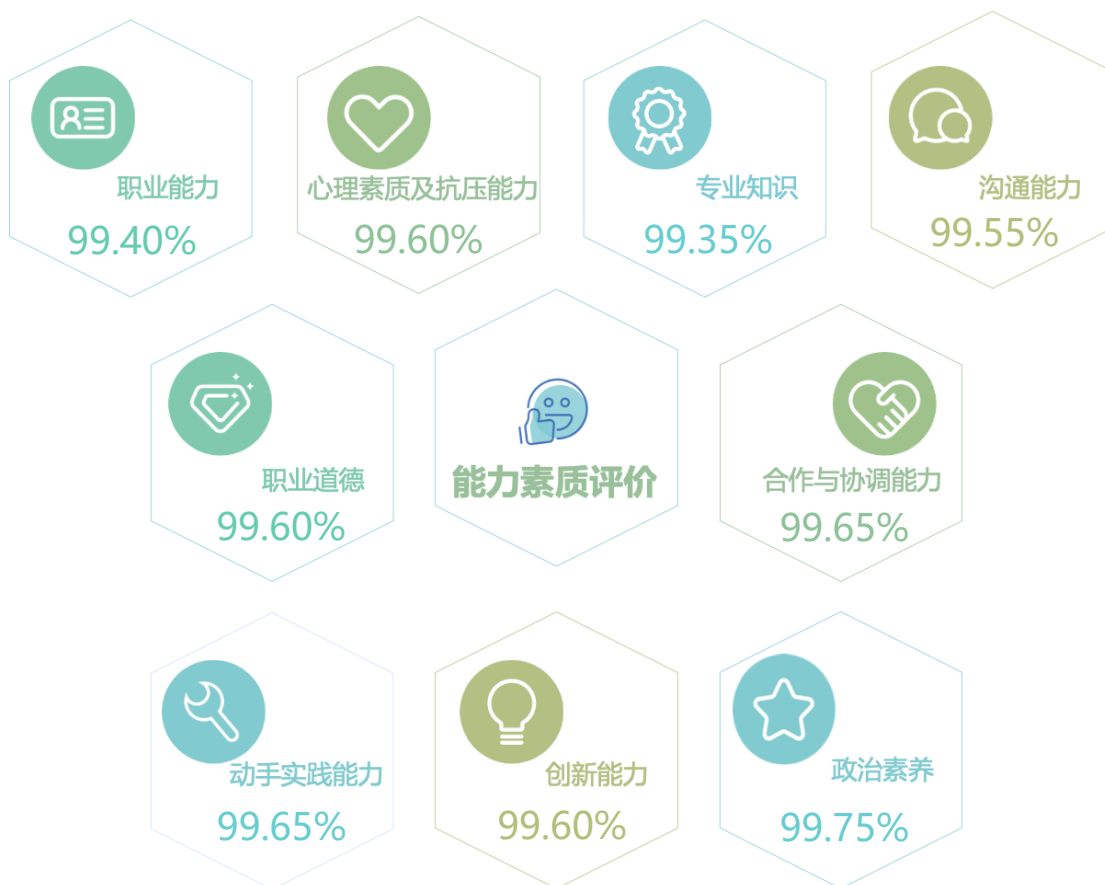 职业能力
99.40%
心理素质及抗压能力
99.60%
专业知识
99.35%
沟通能力
99.55%
职业道德
99.60%
能力素质评价
合作与协调能力
99.65%
动手实践能力
99.65%
创新能力
99.60%
政治素养
99.75%